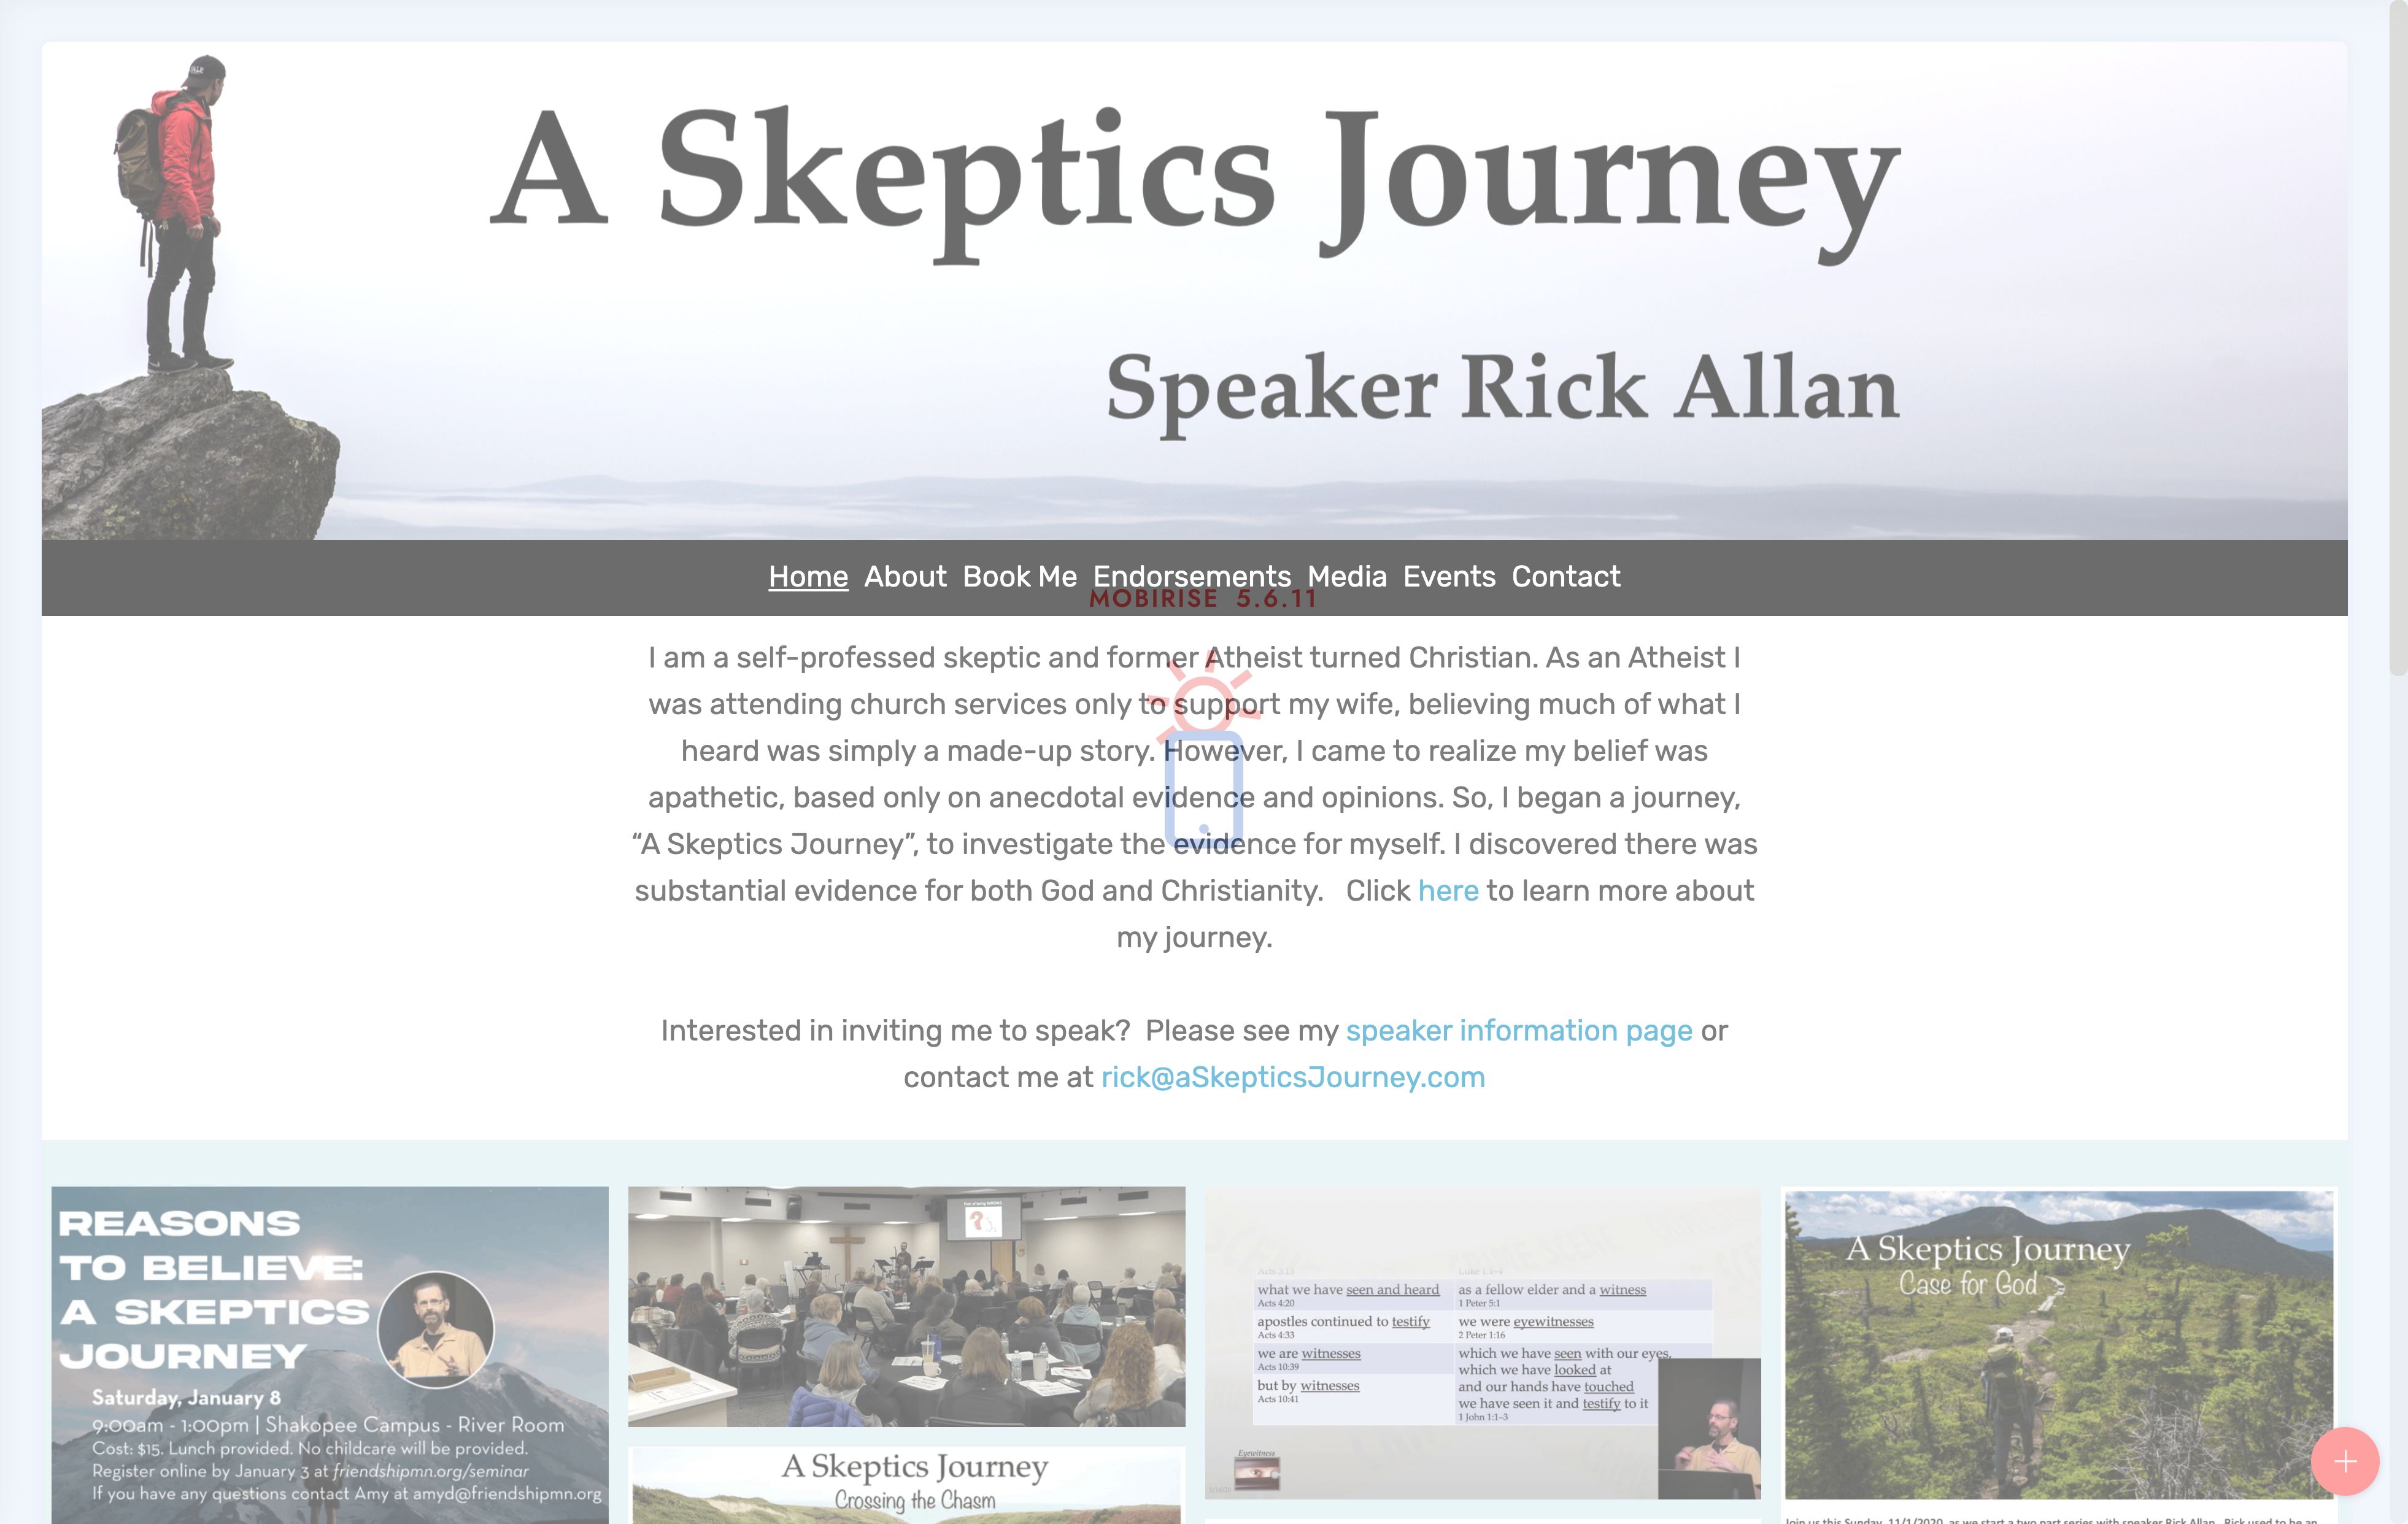 A Skeptics Journey
Speaker Rick Allan
Home About Book Me Endorsements Media Events Contact
MOBIRISE 5.6.11
I am a self-professed skeptic and former Atheist turned Christian. As an Atheist I
was attending church services only to support my wife, believing much of what I
heard was simply a made-up story. However, I came to realize my belief was
apathetic, based only on anecdotal evidence and opinions. So, I began a journey,
“A Skeptics Journey”, to investigate the evidence for myself. I discovered there was
substantial evidence for both God and Christianity. Click here to learn more about
my journey.
Interested in inviting me to speak? Please see my speaker information page or
contact me at rick@aSkepticsJourney.com
REASONS
TO BELIEVE:
A SKEPTICS
JOURNEY
Saturday, January 8
9:00am - 1:00pm | Shakopee Campus - River Room
Cost: $15. Lunch provided. No childcare will be provided.
Register online by January 3 at friendshipmn.org/seminar
If you have any questions contact Amy at amyd@friendshipmn.org
A Skeptics Journey
Crossing the Chasm
what we have seen and heard
Acts 4:20
apostles continued to testify
Acts 4:33
we are witnesses
Acts 10:39
but by witnesses
Acts 10:41
Luke 1:1-4
as a fellow elder and a witness
1 Peter 5:1
we were eyewitnesses
2 Peter 1:16
which we have seen with our eyes,
which we have looked at
and our hands have touched
we have seen it and testify to it
1 John 1:1-3
Eyewitness
A Skeptics Journey
Case for God
Join us this Sunday, 11/1/2020, as we start a two part series with speaker Rick Allan. Rick used to be an